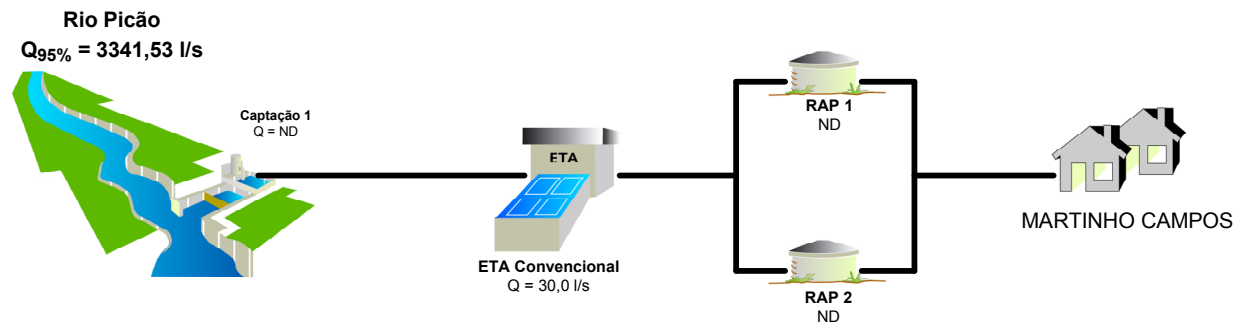 Rio Picão
Q95% = 3341,53 l/s
Captação 1
Q = ND
ETA
ETA Convencional
Q = 30,0 l/s
RAP 1
ND
RAP 2
ND
MARTINHO CAMPOS